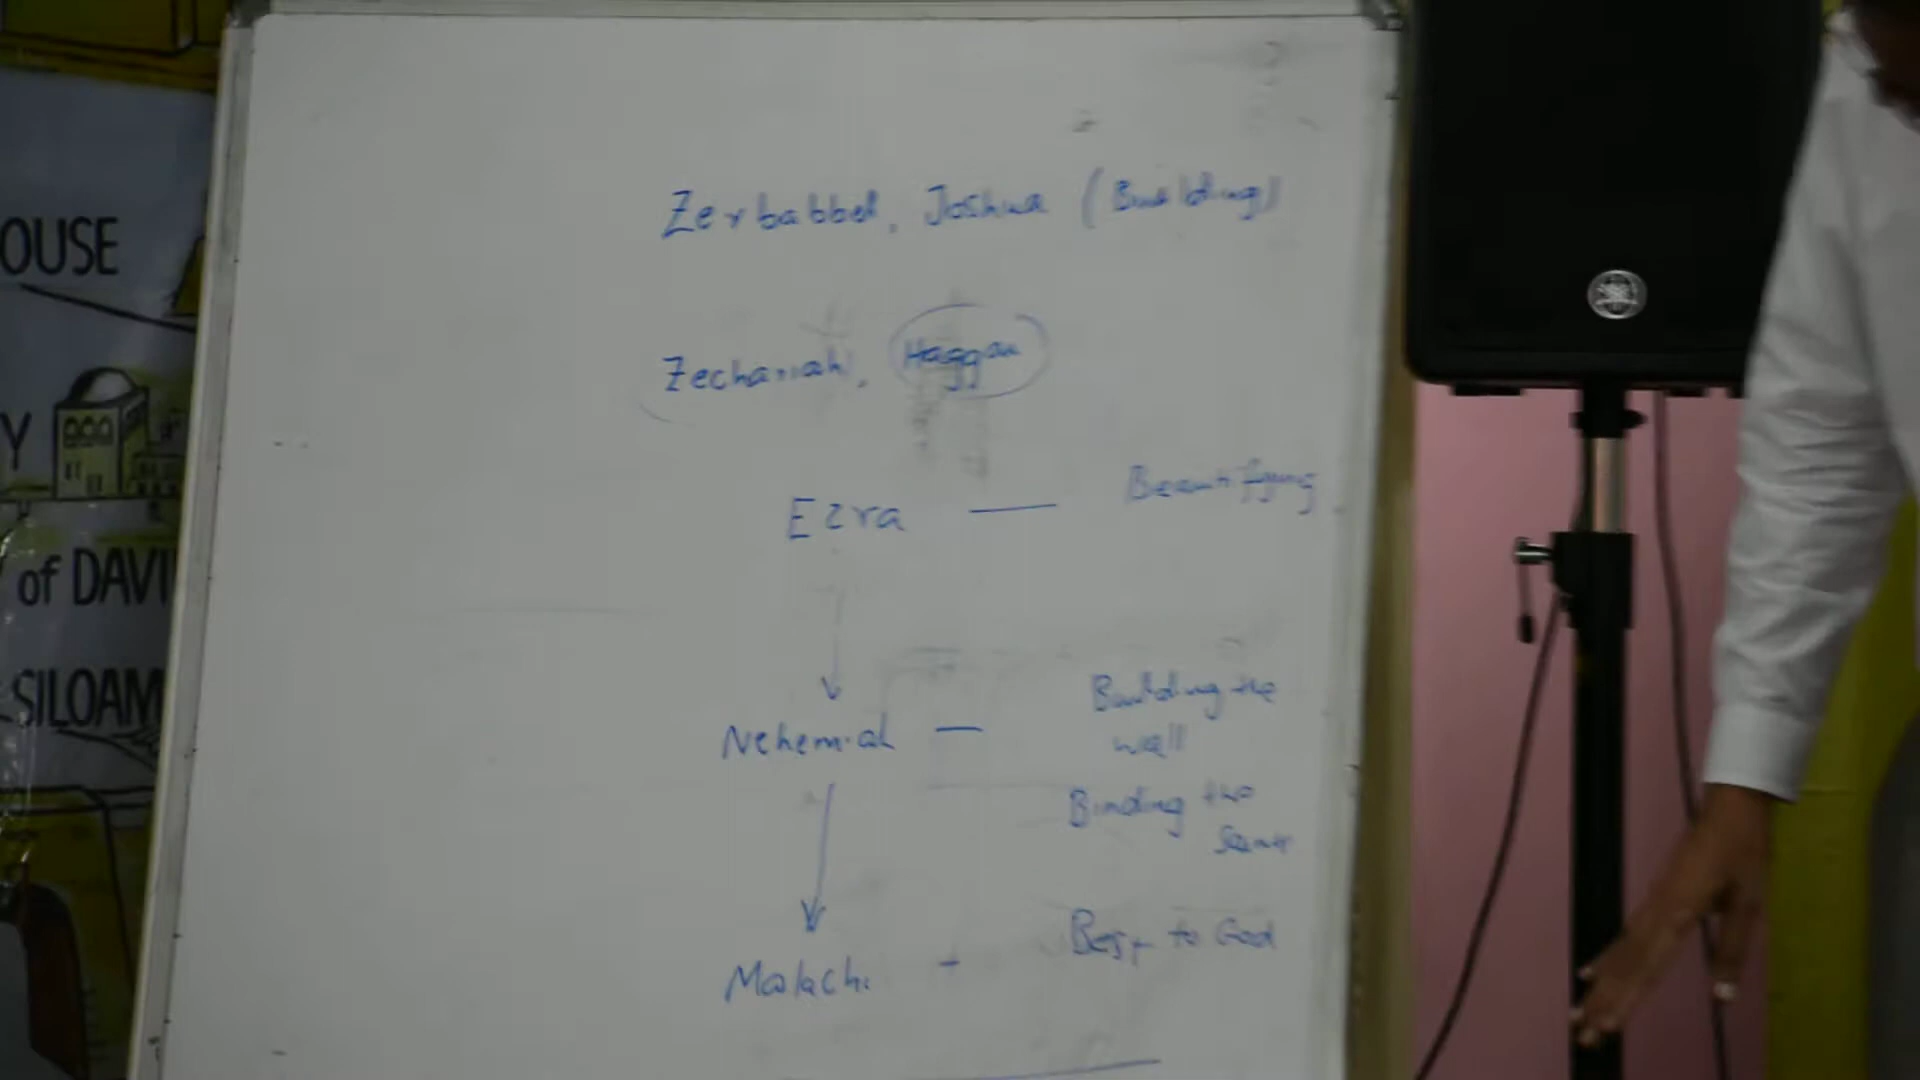 Zerbabbel, Joshua (Building)
Zechariah, Haggai
Ezra — Beautifying
Nehemiah — Building the
wall
Binding the
Malachi - Best to God
OUSE
Y
of DAVI
SILOAM